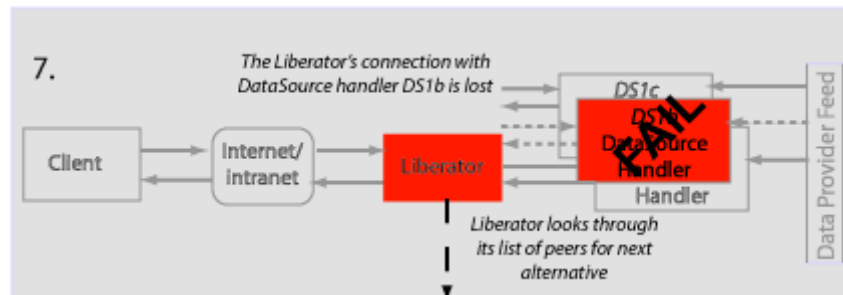 7.
The Liberator's connection with
DataSource handler DS1b is lost
DS1c
DS1b
DataSource
Handler
FAIL
Handler
Client
Internet/
intranet
Liberator
Data Provider Feed
Liberator looks through
its list of peers for next
alternative